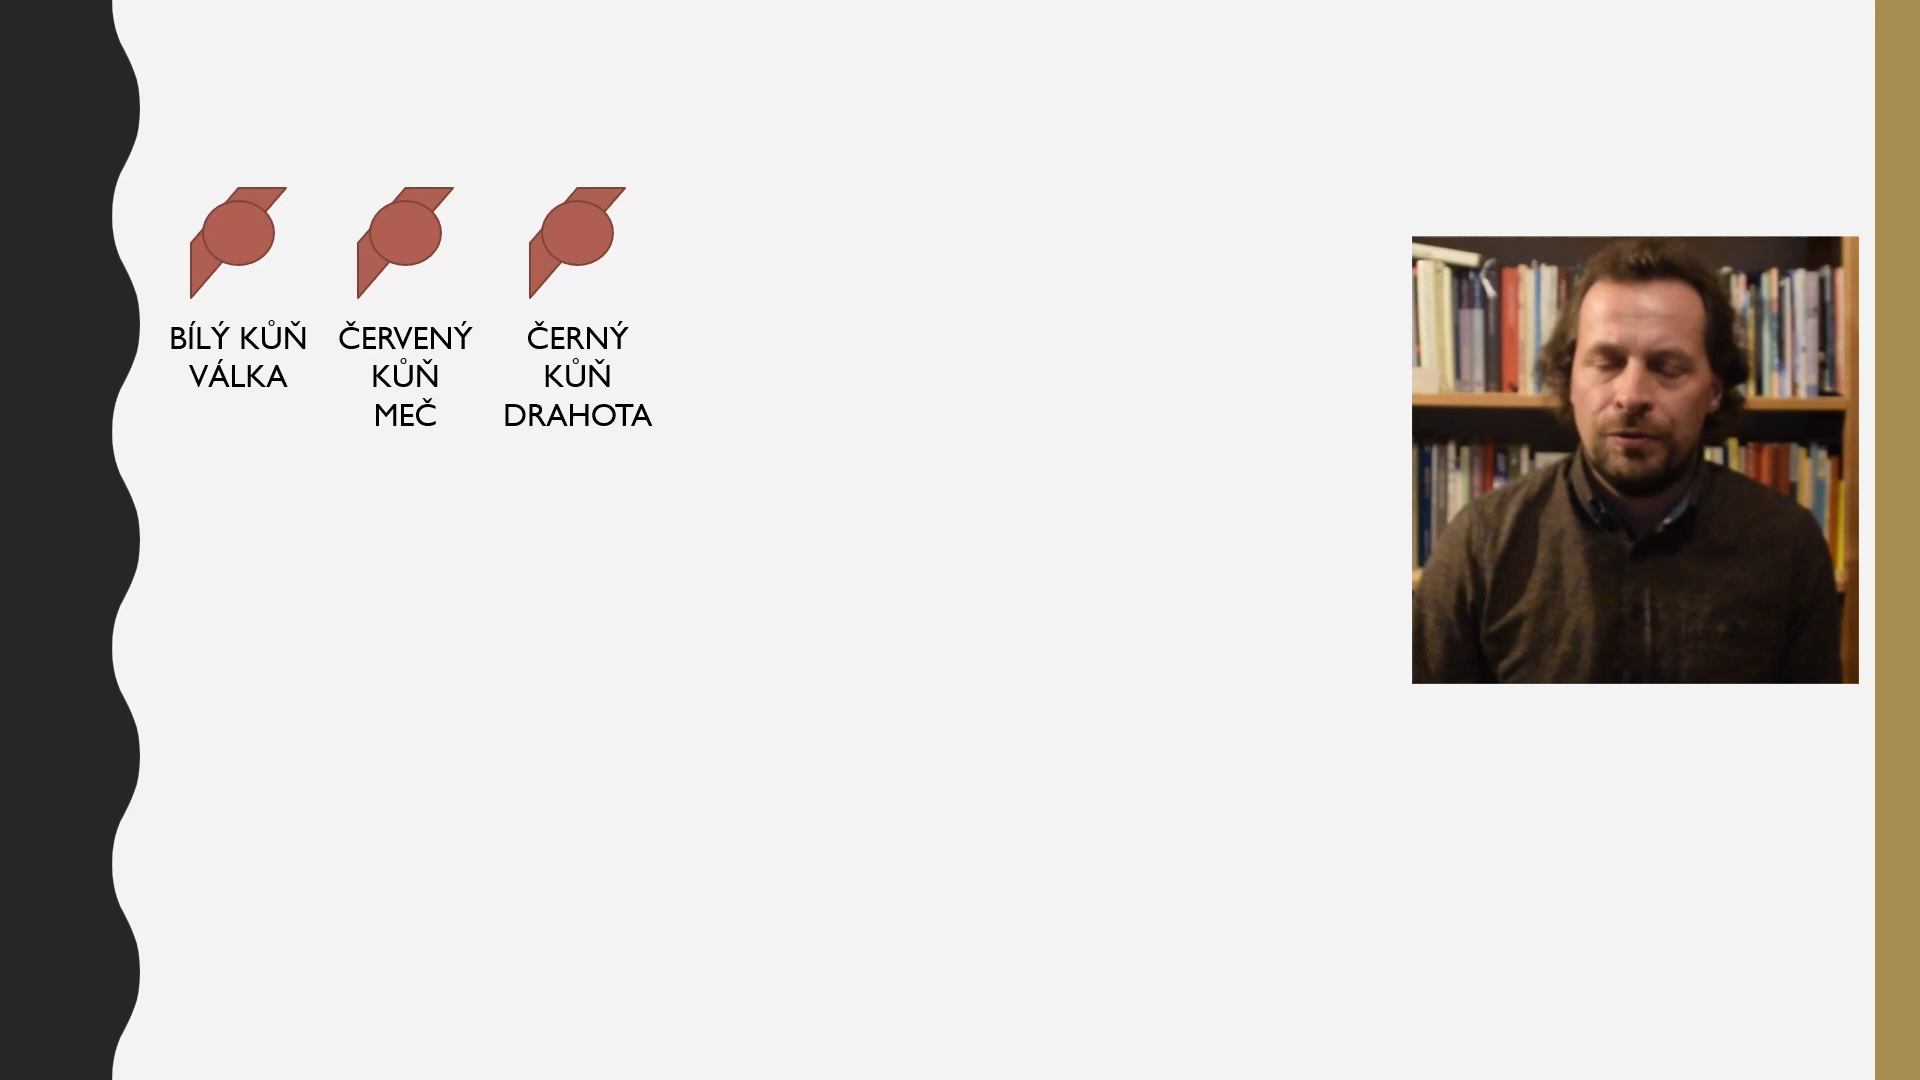 BÍLÝ KŮŇ
VÁLKA
ČERVENÝ
KŮŇ
MEČ
ČERNÝ
KŮŇ
DRAHOTA